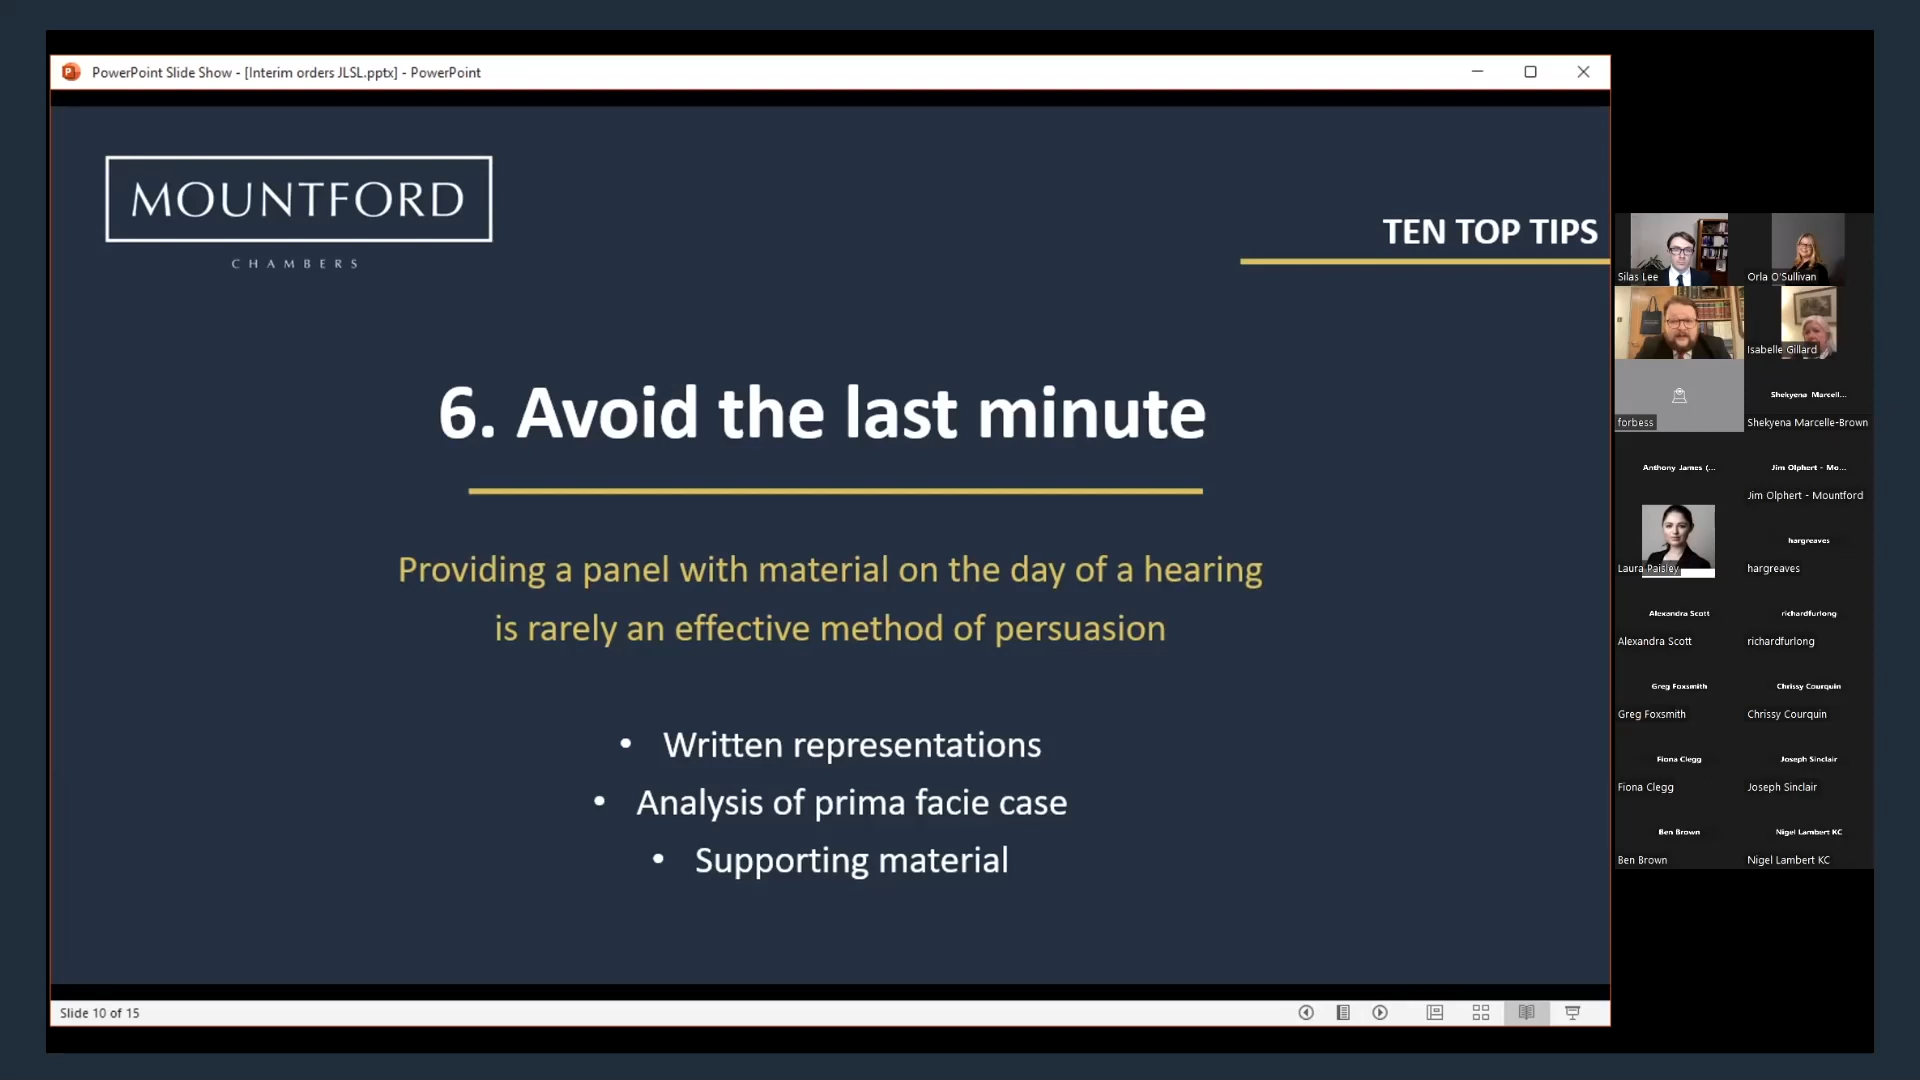 PowerPoint Slide Show - [Interim orders JLSL.pptx] - PowerPoint
MOUNTFORD
CHAMBERS
TEN TOP TIPS
6. Avoid the last minute
Providing a panel with material on the day of a hearing
is rarely an effective method of persuasion
• Written representations
• Analysis of prima facie case
• Supporting material
Slide 10 of 15
Silas Lee
Orla O'Sullivan
Isabelle Gillard
forbess
Shekyena Marcell...
Shekyena Marcelle-Brown
Anthony James (...
Jim Olphert - Mo...
Jim Olphert - Mountford
Laura Paisley
hargreaves
hargreaves
Alexandra Scott
Alexandra Scott
richardfurlong
richardfurlong
Greg Foxsmith
Greg Foxsmith
Chrissy Courquin
Chrissy Courquin
Fiona Clegg
Fiona Clegg
Joseph Sinclair
Joseph Sinclair
Ben Brown
Ben Brown
Nigel Lambert KC
Nigel Lambert KC